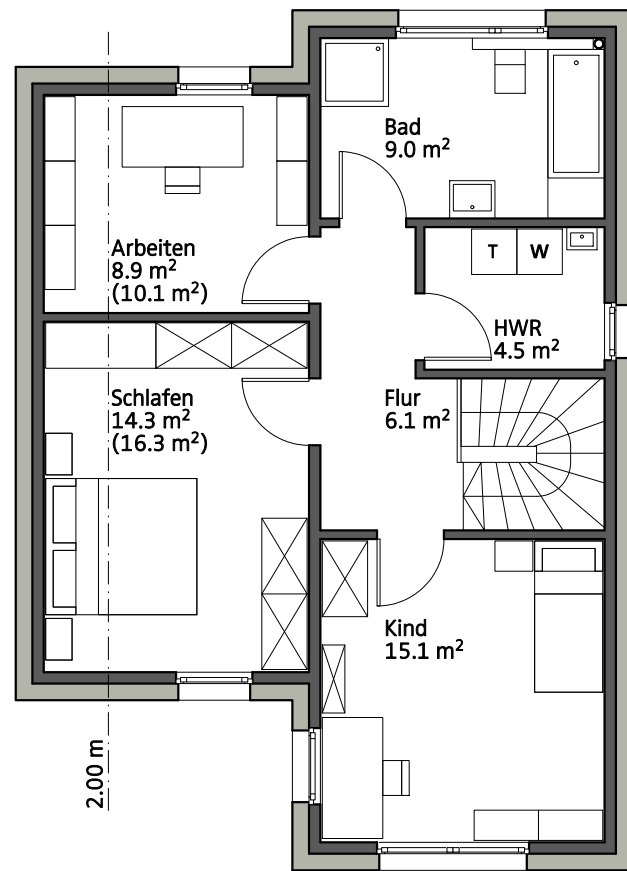 Bad
9.0 m²
Arbeiten
8.9 m²
(10.1 m²)
T W
HWR
4.5 m²
Schlafen
14.3 m²
(16.3 m²)
Flur
6.1 m²
Kind
15.1 m²
2.00 m